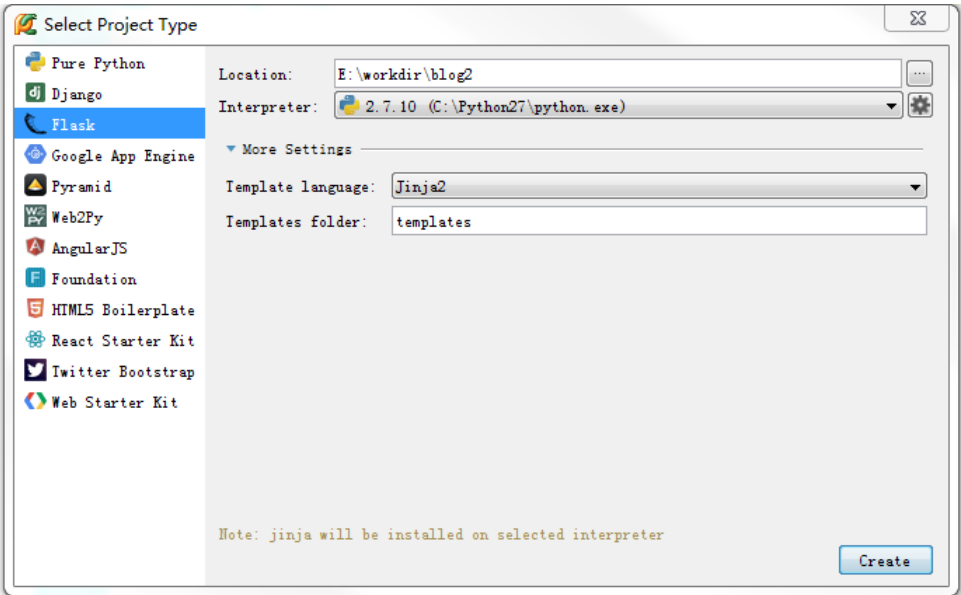 Select Project Type
Pure Python
Django
Flask
Google App Engine
Pyramid
Web2Py
AngularJS
Foundation
HTML5 Boilerplate
React Starter Kit
Twitter Bootstrap
Web Starter Kit
Location: E:\workdir\blog2 ...
Interpreter: 2.7.10 (C:\Python27\python.exe)
More Settings
Template language: Jinja2
Templates folder: templates
Note: jinja will be installed on selected interpreter
Create